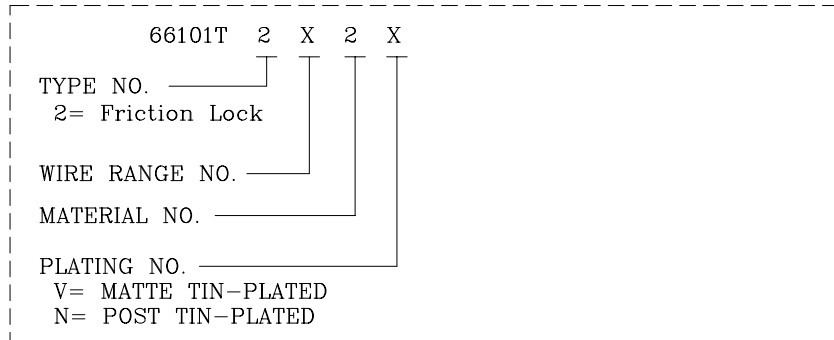 66101T 2 X 2 X
TYPE NO.
2= Friction Lock
WIRE RANGE NO.
MATERIAL NO.
PLATING NO.
V= MATTE TIN-PLATED
N= POST TIN-PLATED